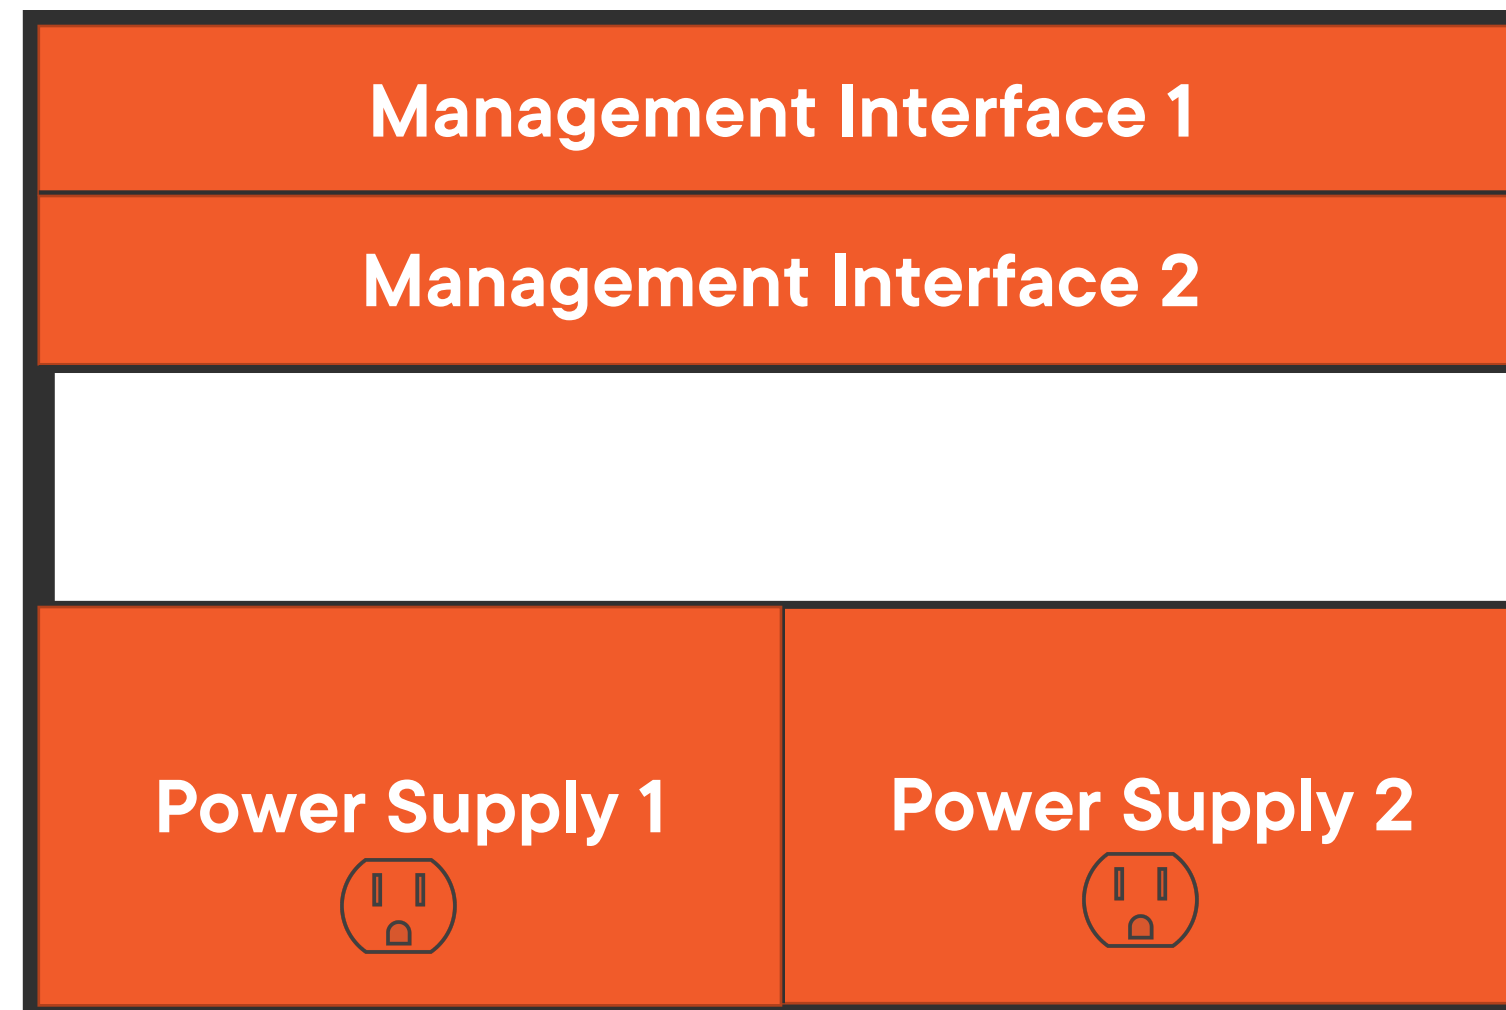 Management Interface 1
Management Interface 2
Power Supply 1
Power Supply 2